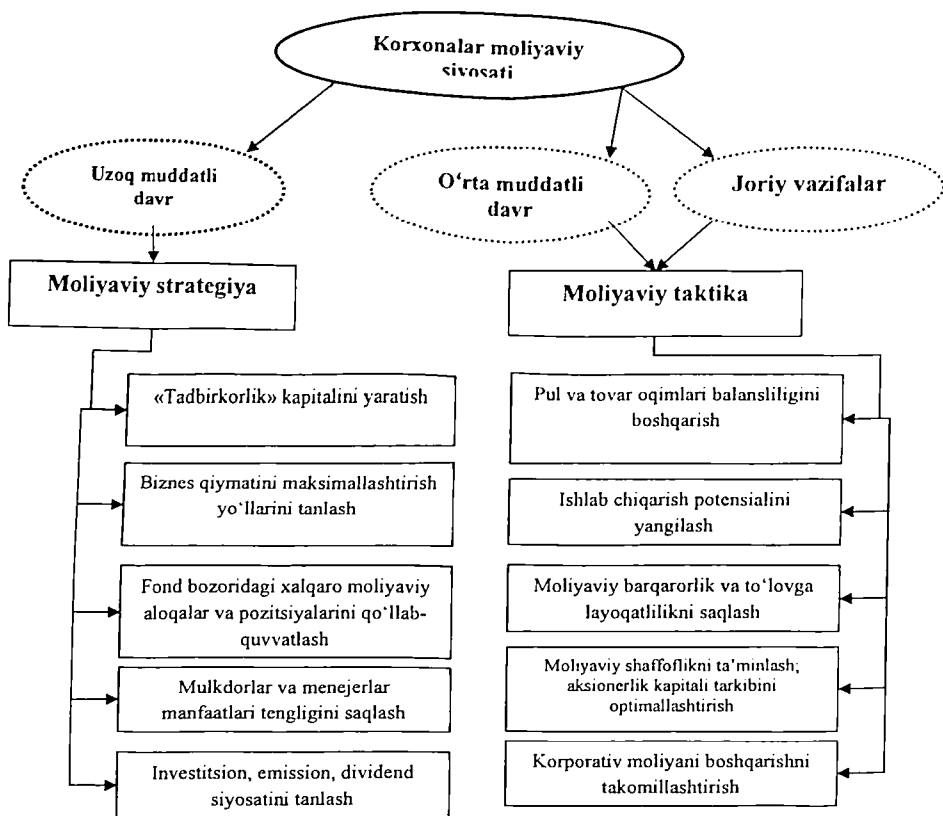 Korxonalar moliyaviy
siyosati
Uzoq muddatli
davr
O‘rta muddatli
davr
Joriy vazifalar
Moliyaviy strategiya
Moliyaviy taktika
«Tadbirkorlik» kapitalini yaratish
Biznes qiymatini maksimallashtirish
yo‘llarini tanlash
Fond bozoridagi xalqaro moliyaviy
aloqalar va pozitsiyalarini qo‘llab-
quvvatlash
Mulkdorlar va menejerlar
manfaatlari tengligini saqlash
Investitsion, emission, dividend
siyosatini tanlash
Pul va tovar oqimlari balansliligini
boshqarish
Ishlab chiqarish potensialini
yangilash
Moliyaviy barqarorlik va to‘lovga
layoqatlilikni saqlash
Moliyaviy shaffoflikni ta’minlash;
aksionerlik kapitali tarkibini
optimallashtirish
Korporativ moliyani boshqarishni
takomillashtirish